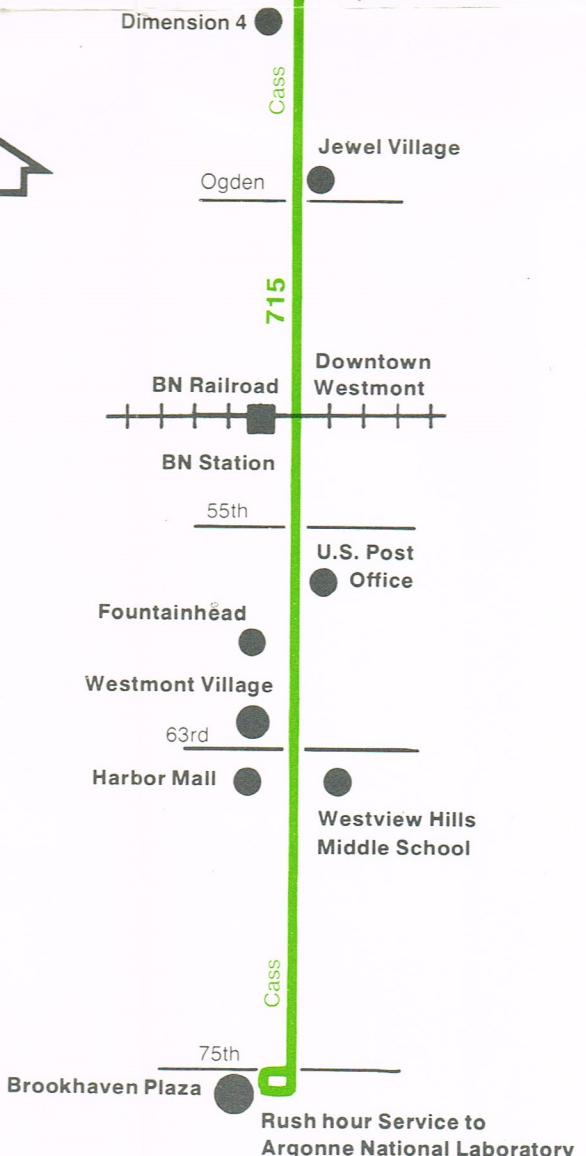 Dimension 4
Cass
Jewel Village
Ogden
715
Downtown
Westmont
BN Railroad
BN Station
55th
U.S. Post
Office
Fountainhead
Westmont Village
63rd
Harbor Mall
Westview Hills
Middle School
Cass
75th
Brookhaven Plaza
Rush hour Service to
Argonne National Laboratory